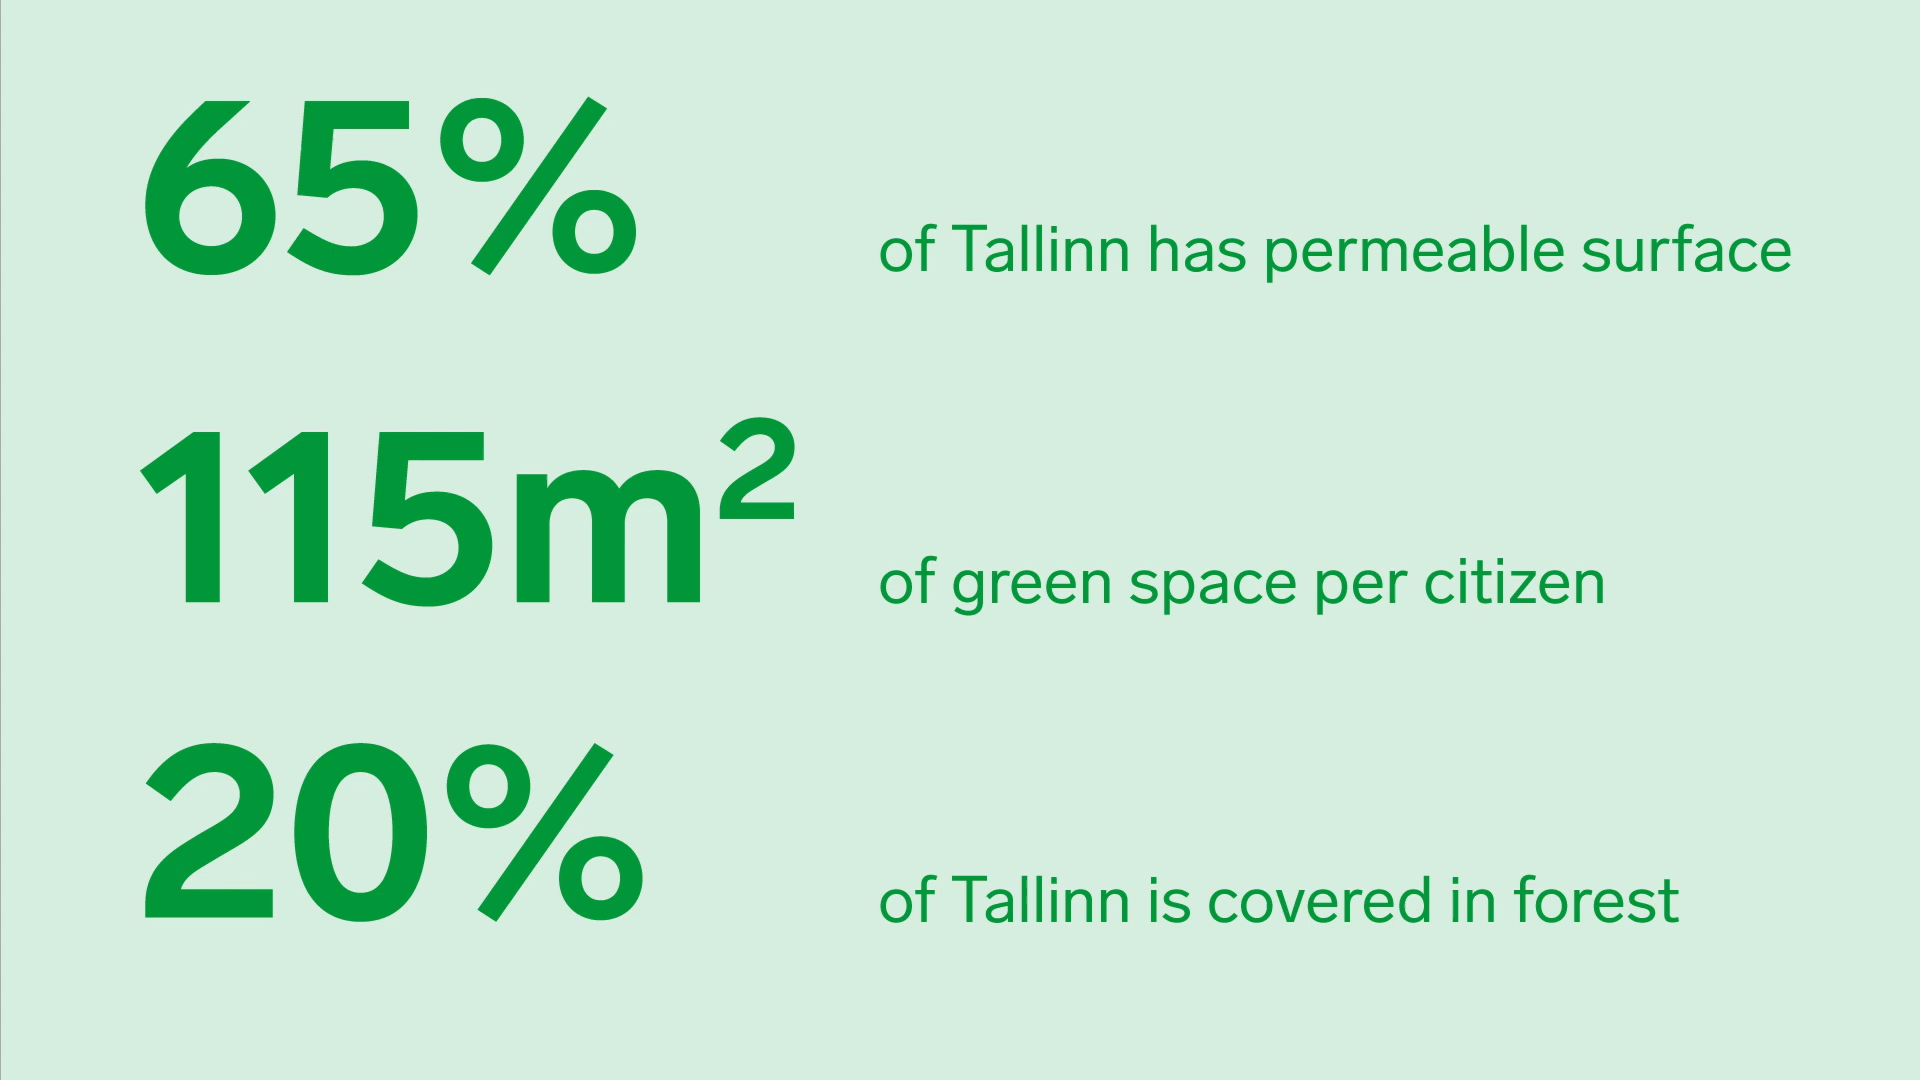 65%
of Tallinn has permeable surface
115m²
of green space per citizen
20%
of Tallinn is covered in forest